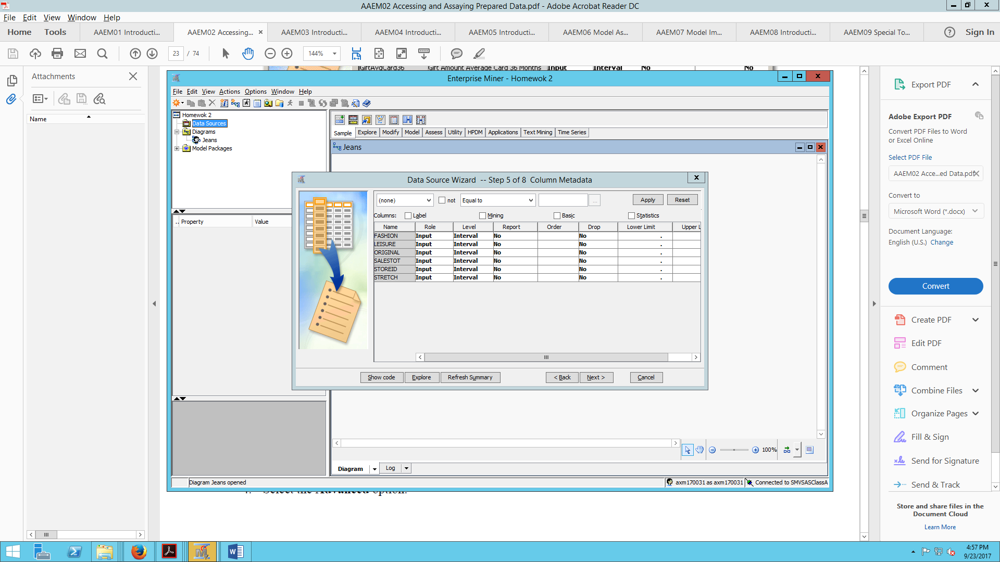 AAEM02 Accessing and Assaying Prepared Data.pdf - Adobe Acrobat Reader DC
File Edit View Window Help
Home Tools AAEM01 Introducti... AAEM02 Accessing... AAEM03 Introducti... AAEM04 Introducti... AAEM05 Introducti... AAEM06 Model As... AAEM07 Model Im... AAEM08 Introducti... AAEM09 Special To... Sign In
23 / 74 144%
Attachments
Name
GiftAvgCard36 Gift Amount Average Card 36 Months Input Interval No No
Enterprise Miner - Homewok 2
File Edit View Actions Options Window Help
Homewok 2
Data Sources
Diagrams
Jeans
Model Packages
.. Property Value
Sample Explore Modify Model Assess Utility HPDM Applications Text Mining Time Series
Jeans
Data Source Wizard -- Step 5 of 8 Column Metadata
(none) not Equal to ... Apply Reset
Columns: Label Mining Basic Statistics
Name Role Level Report Order Drop Lower Limit Upper L
FASHION Input Interval No No .
LEISURE Input Interval No No .
ORIGINAL Input Interval No No .
SALESTOT Input Interval No No .
STOREID Input Interval No No .
STRETCH Input Interval No No .
Show code Explore Refresh Summary < Back Next > Cancel
100%
Diagram Log
Diagram Jeans opened axm170031 as axm170031 Connected to SMVSASClassA
4. Select the Advanced option.
Export PDF
Adobe Export PDF
Convert PDF Files to Word
or Excel Online
Select PDF File
AAEM02 Acce...ed Data.pdf
Convert to
Microsoft Word (*.docx)
Document Language:
English (U.S.) Change
Convert
Create PDF
Edit PDF
Comment
Combine Files
Organize Pages
Fill & Sign
Send for Signature
Send & Track
Store and share files in the
Document Cloud
Learn More
4:57 PM
9/23/2017